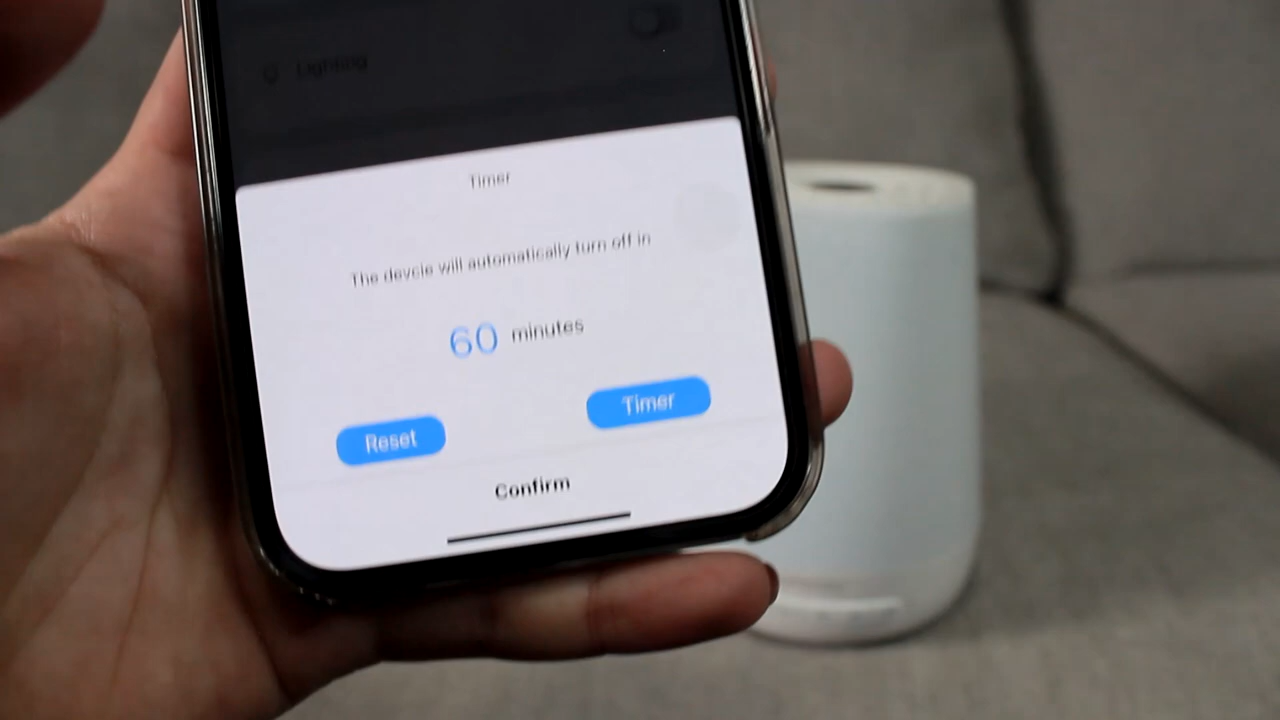 Lighting
Timer
The devcie will automatically turn off in
60 minutes
Timer
Reset
Confirm